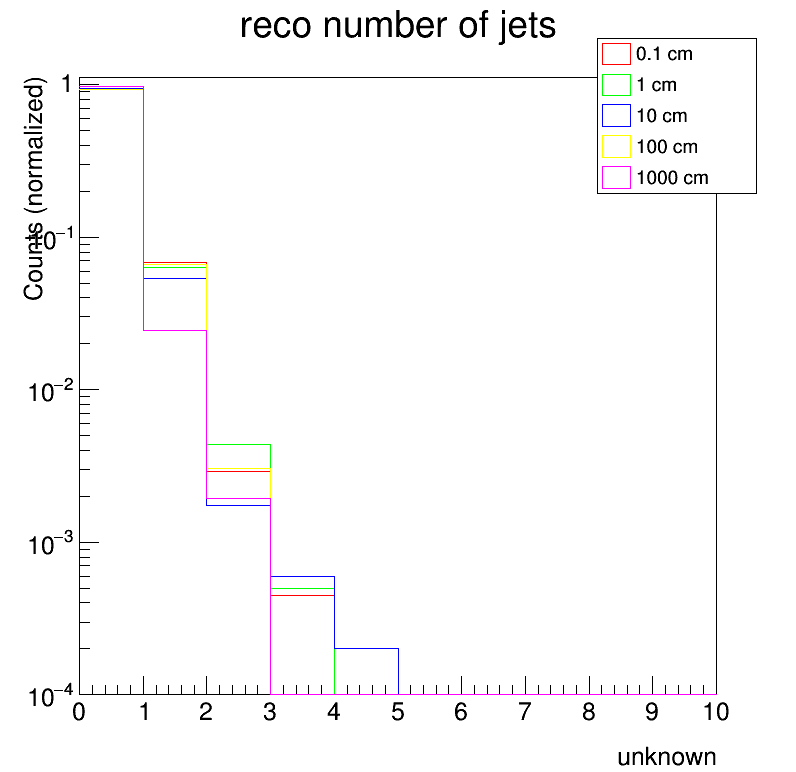 reco number of jets
0.1 cm
1 cm
10 cm
100 cm
1000 cm
Counts (normalized)
1
10⁻¹
10⁻²
10⁻³
10⁻⁴
0 1 2 3 4 5 6 7 8 9 10
unknown